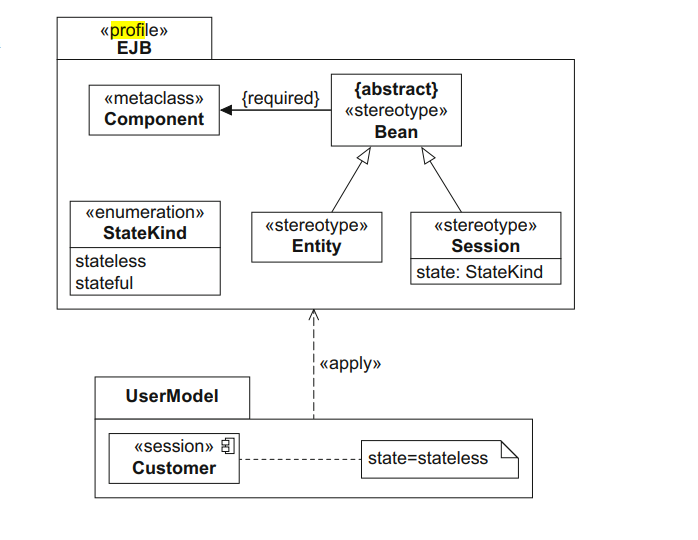 «profile»
EJB
«metaclass»
Component
{required}
{abstract}
«stereotype»
Bean
«enumeration»
StateKind
stateless
stateful
«stereotype»
Entity
«stereotype»
Session
state: StateKind
«apply»
UserModel
«session»
Customer
state=stateless